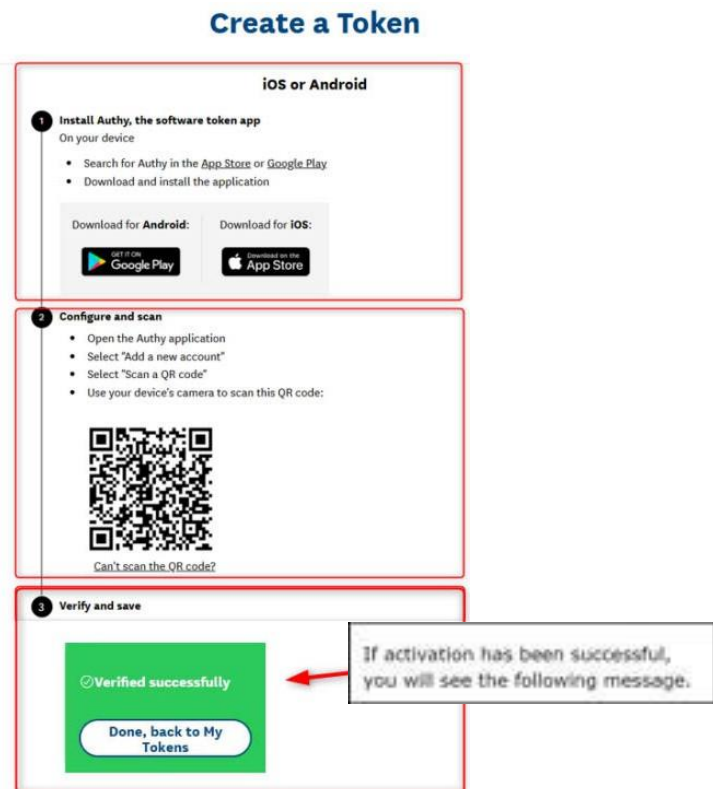 Create a Token
iOS or Android
1 Install Authy, the software token app
On your device
• Search for Authy in the App Store or Google Play
• Download and install the application
Download for Android:
GET IT ON
Google Play
Download for iOS:
Download on the
App Store
2 Configure and scan
• Open the Authy application
• Select "Add a new account"
• Select "Scan a QR code"
• Use your device's camera to scan this QR code:
Can't scan the QR code?
3 Verify and save
Verified successfully
Done, back to My
Tokens
If activation has been successful,
you will see the following message.